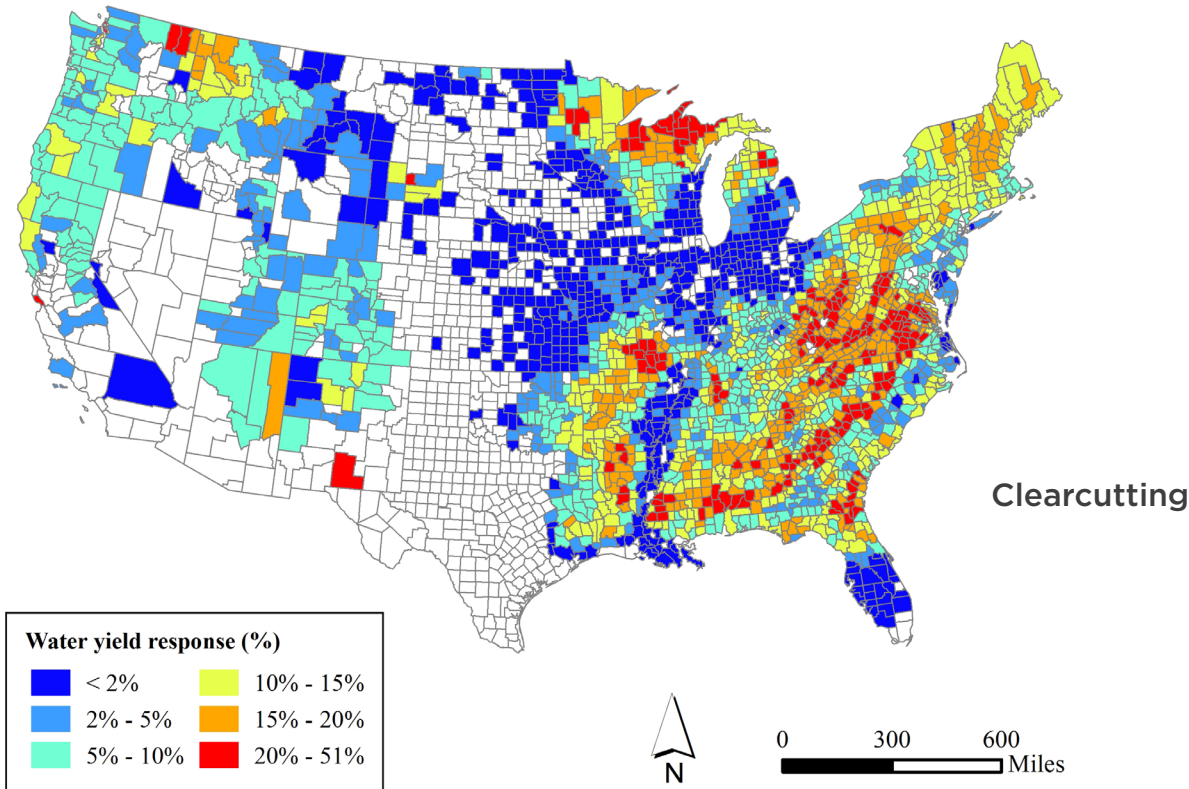 Clearcutting
Water yield response (%)
< 2%
2% - 5%
5% - 10%
10% - 15%
15% - 20%
20% - 51%
N
0 300 600
Miles